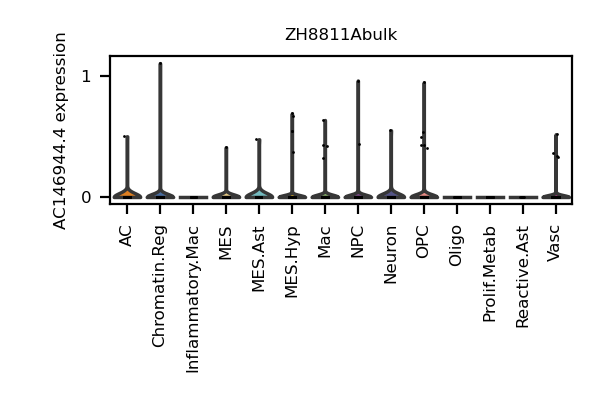 ZH8811Abulk
AC146944.4 expression
1
0
AC
Chromatin.Reg
Inflammatory.Mac
MES
MES.Ast
MES.Hyp
Mac
NPC
Neuron
OPC
Oligo
Prolif.Metab
Reactive.Ast
Vasc